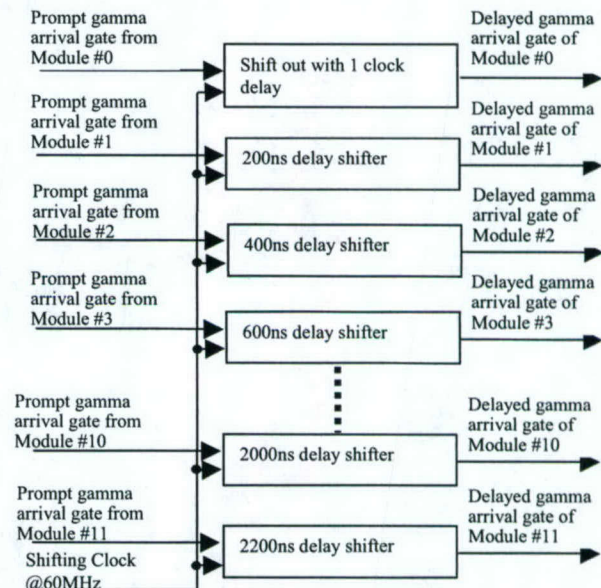 Prompt gamma
arrival gate from
Module #0
Shift out with 1 clock
delay
Delayed gamma
arrival gate of
Module #0
Prompt gamma
arrival gate from
Module #1
200ns delay shifter
Delayed gamma
arrival gate of
Module #1
Prompt gamma
arrival gate from
Module #2
400ns delay shifter
Delayed gamma
arrival gate of
Module #2
Prompt gamma
arrival gate from
Module #3
600ns delay shifter
Delayed gamma
arrival gate of
Module #3
Prompt gamma
arrival gate from
Module #10
2000ns delay shifter
Delayed gamma
arrival gate of
Module #10
Prompt gamma
arrival gate from
Module #11
2200ns delay shifter
Delayed gamma
arrival gate of
Module #11
Shifting Clock
@60MHz